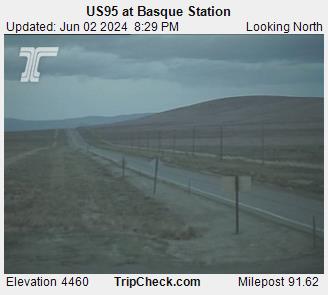 US95 at Basque Station
Updated: Jun 02 2024 8:29 PM Looking North
Elevation 4460 TripCheck.com Milepost 91.62